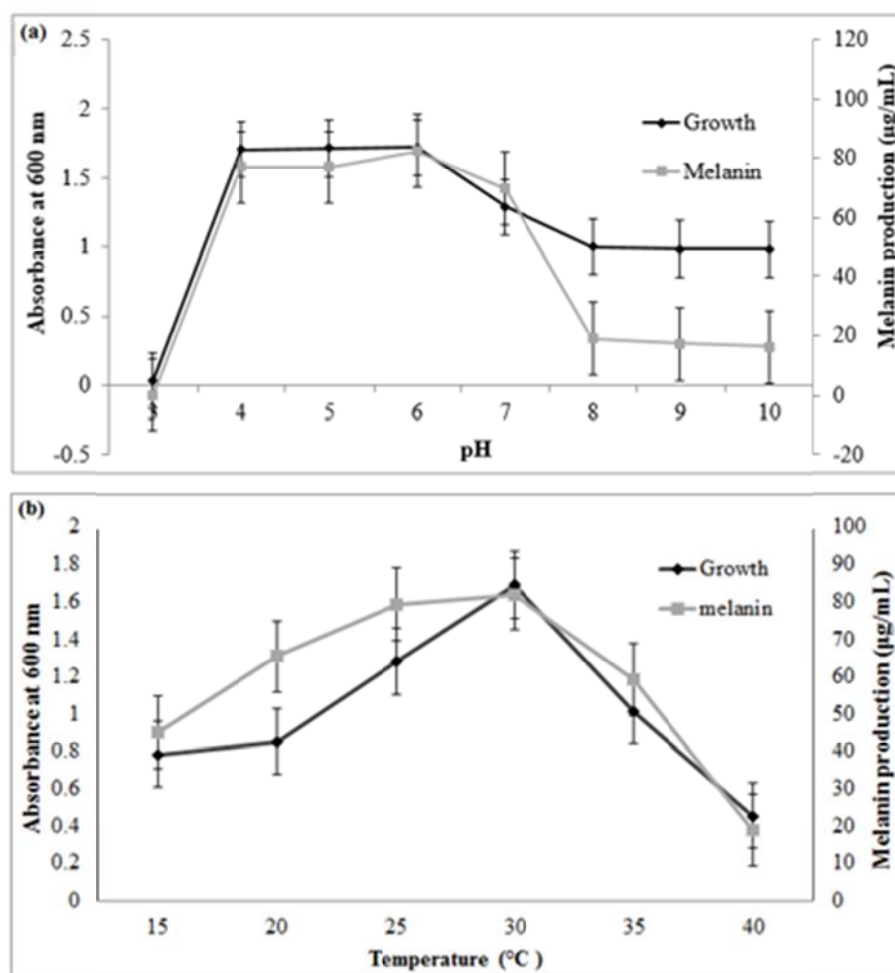 (a)
2.5
2
1.5
1
0.5
0
-0.5
Absorbance at 600 nm
120
100
80
60
40
20
0
-20
Melanin production (µg/mL)
Growth
Melanin
3 4 5 6 7 8 9 10
pH
(b)
2
1.8
1.6
1.4
1.2
1
0.8
0.6
0.4
0.2
0
Absorbance at 600 nm
100
90
80
70
60
50
40
30
20
10
0
Melanin production (µg/mL)
Growth
melanin
15 20 25 30 35 40
Temperature (°C )